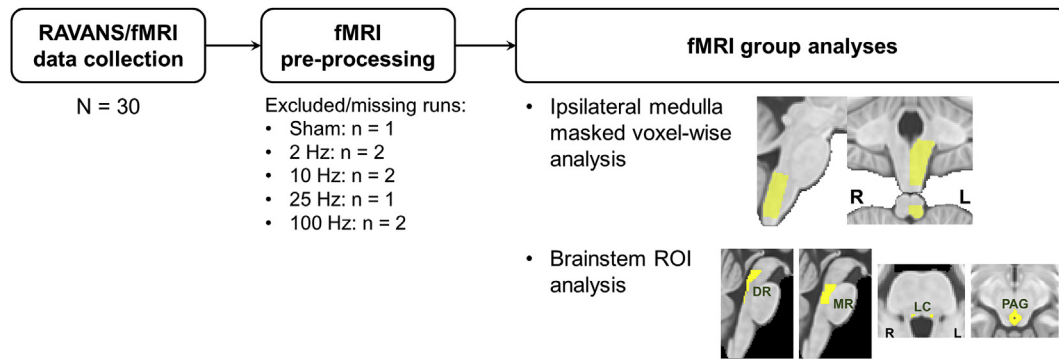 RAVANS/fMRI
data collection
fMRI
pre-processing
fMRI group analyses
N = 30
Excluded/missing runs:
• Sham: n = 1
• 2 Hz: n = 2
• 10 Hz: n = 2
• 25 Hz: n = 1
• 100 Hz: n = 2
• Ipsilateral medulla
masked voxel-wise
analysis
R L
• Brainstem ROI
analysis
DR
MR
LC
R L
PAG